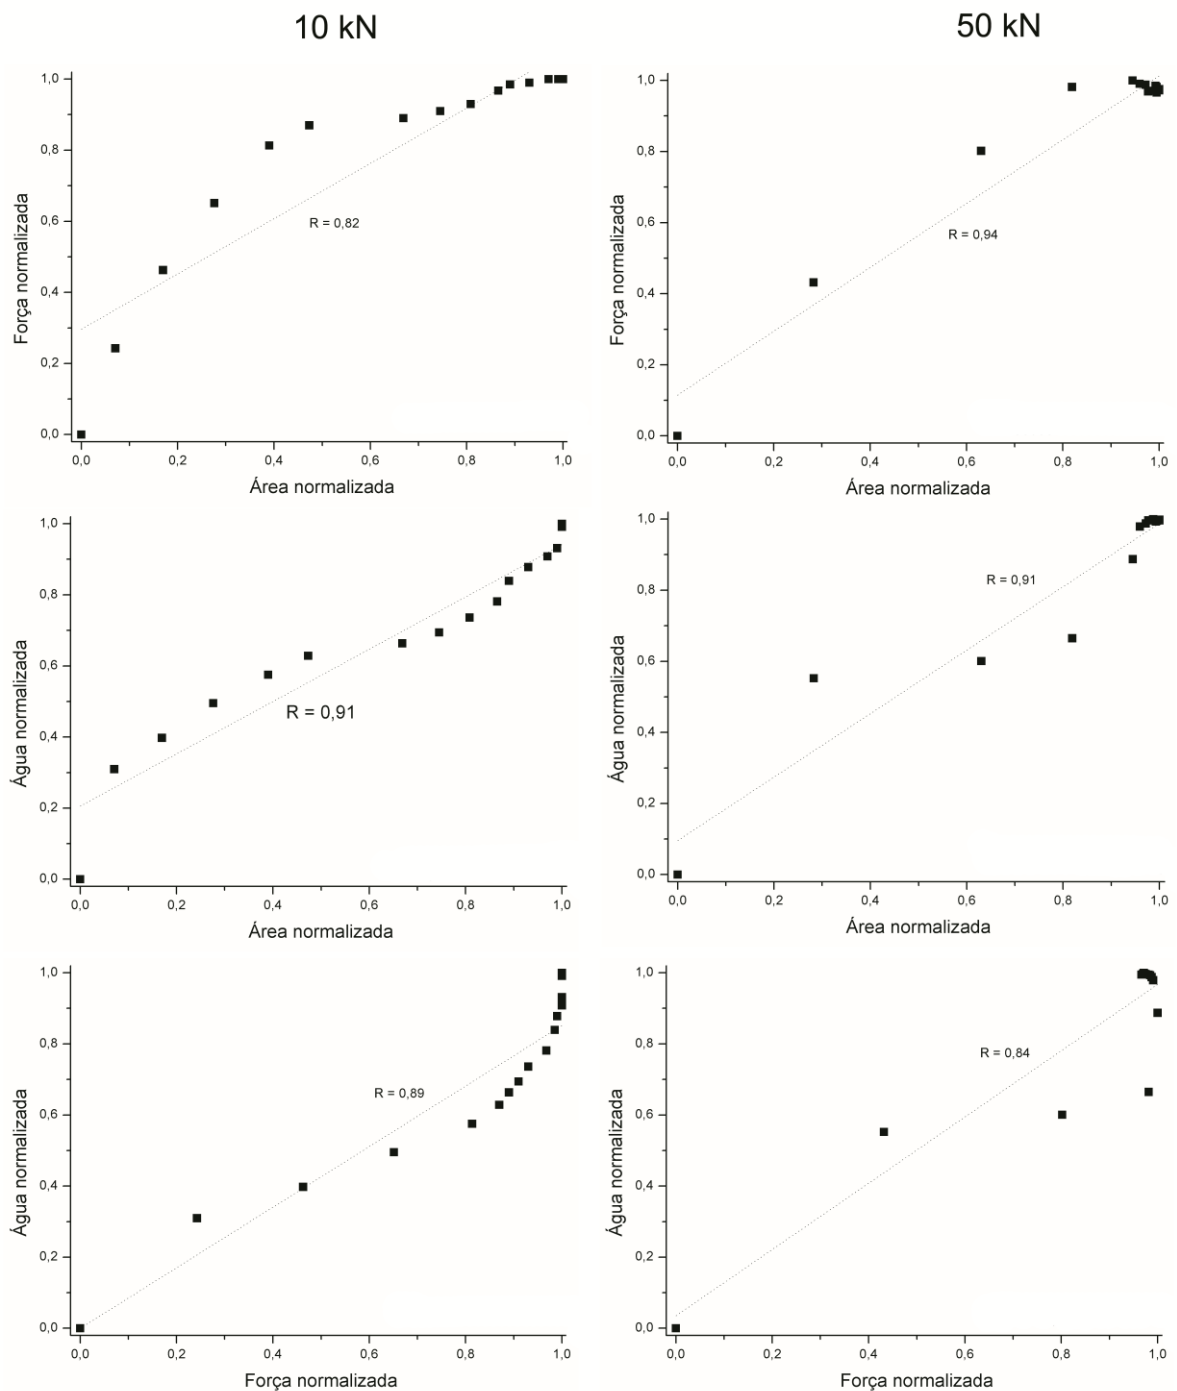 10 kN
50 kN
1,0
0,8
0,6
0,4
0,2
0,0
Força normalizada
R = 0,82
0,0 0,2 0,4 0,6 0,8 1,0
Área normalizada
1,0
0,8
0,6
0,4
0,2
0,0
Força normalizada
R = 0,94
0,0 0,2 0,4 0,6 0,8 1,0
Área normalizada
1,0
0,8
0,6
0,4
0,2
0,0
Água normalizada
R = 0,91
0,0 0,2 0,4 0,6 0,8 1,0
Área normalizada
1,0
0,8
0,6
0,4
0,2
0,0
Água normalizada
R = 0,91
0,0 0,2 0,4 0,6 0,8 1,0
Área normalizada
1,0
0,8
0,6
0,4
0,2
0,0
Água normalizada
R = 0,89
0,0 0,2 0,4 0,6 0,8 1,0
Força normalizada
1,0
0,8
0,6
0,4
0,2
0,0
Água normalizada
R = 0,84
0,0 0,2 0,4 0,6 0,8 1,0
Força normalizada